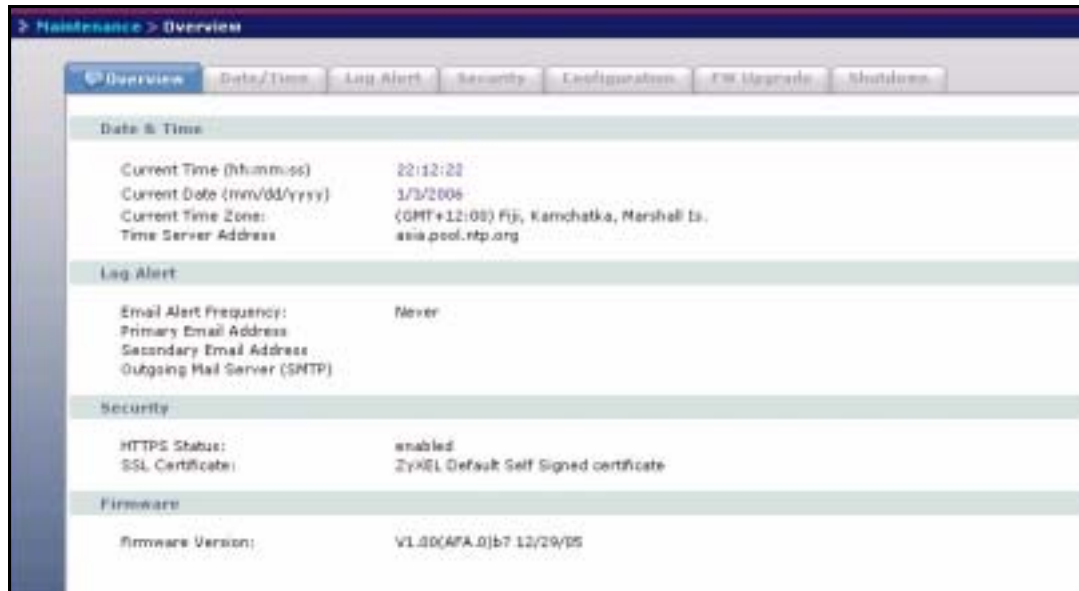 > Maintenance > Overview
Overview Date/Time Log Alert Security Configuration FW Upgrade Shutdown
Date & Time
Current Time (hh:mm:ss) 22:12:22
Current Date (mm/dd/yyyy) 1/3/2006
Current Time Zone: (GMT+12:00) Fiji, Kamchatka, Marshall Is.
Time Server Address asia.pool.ntp.org
Log Alert
Email Alert Frequency: Never
Primary Email Address
Secondary Email Address
Outgoing Mail Server (SMTP)
Security
HTTPS Status: enabled
SSL Certificate: ZyXEL Default Self Signed certificate
Firmware
Firmware Version: V1.00(AFA.0)b7 12/29/05